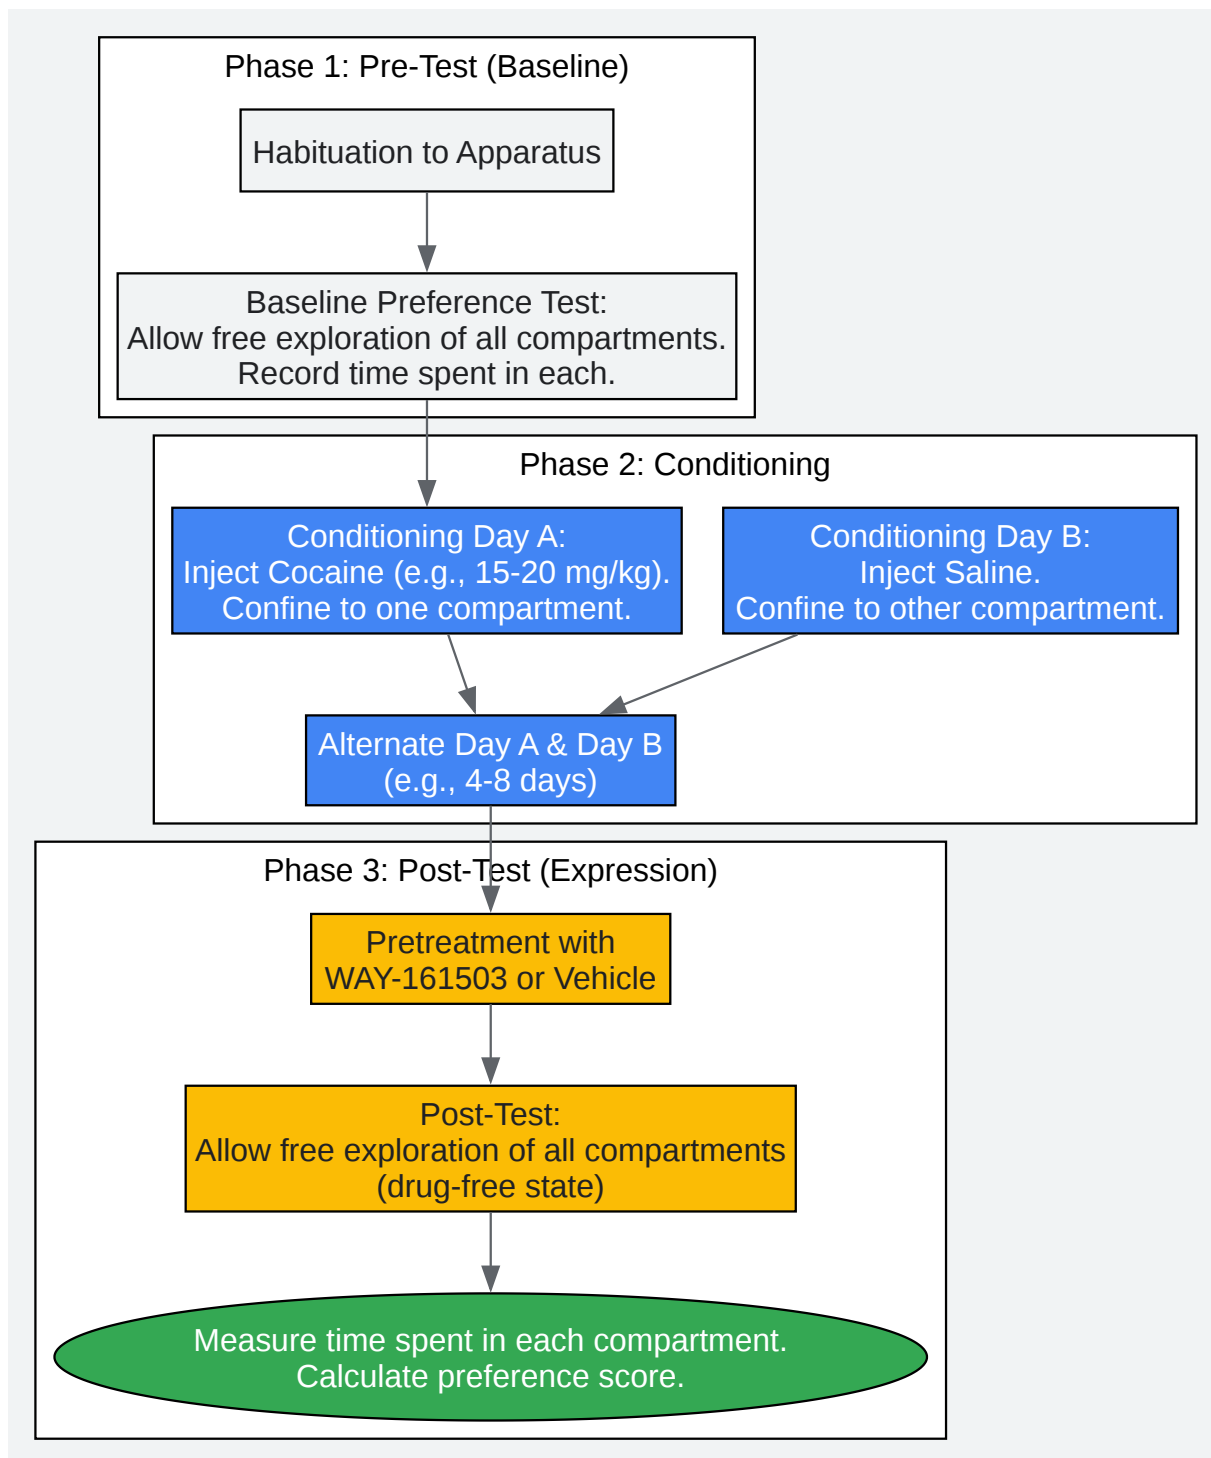 Phase 1: Pre-Test (Baseline)
Habituation to Apparatus
Baseline Preference Test:
Allow free exploration of all compartments.
Record time spent in each.
Phase 2: Conditioning
Conditioning Day A:
Inject Cocaine (e.g., 15-20 mg/kg).
Confine to one compartment.
Conditioning Day B:
Inject Saline.
Confine to other compartment.
Alternate Day A & Day B
(e.g., 4-8 days)
Phase 3: Post-Test (Expression)
Pretreatment with
WAY-161503 or Vehicle
Post-Test:
Allow free exploration of all compartments
(drug-free state)
Measure time spent in each compartment.
Calculate preference score.